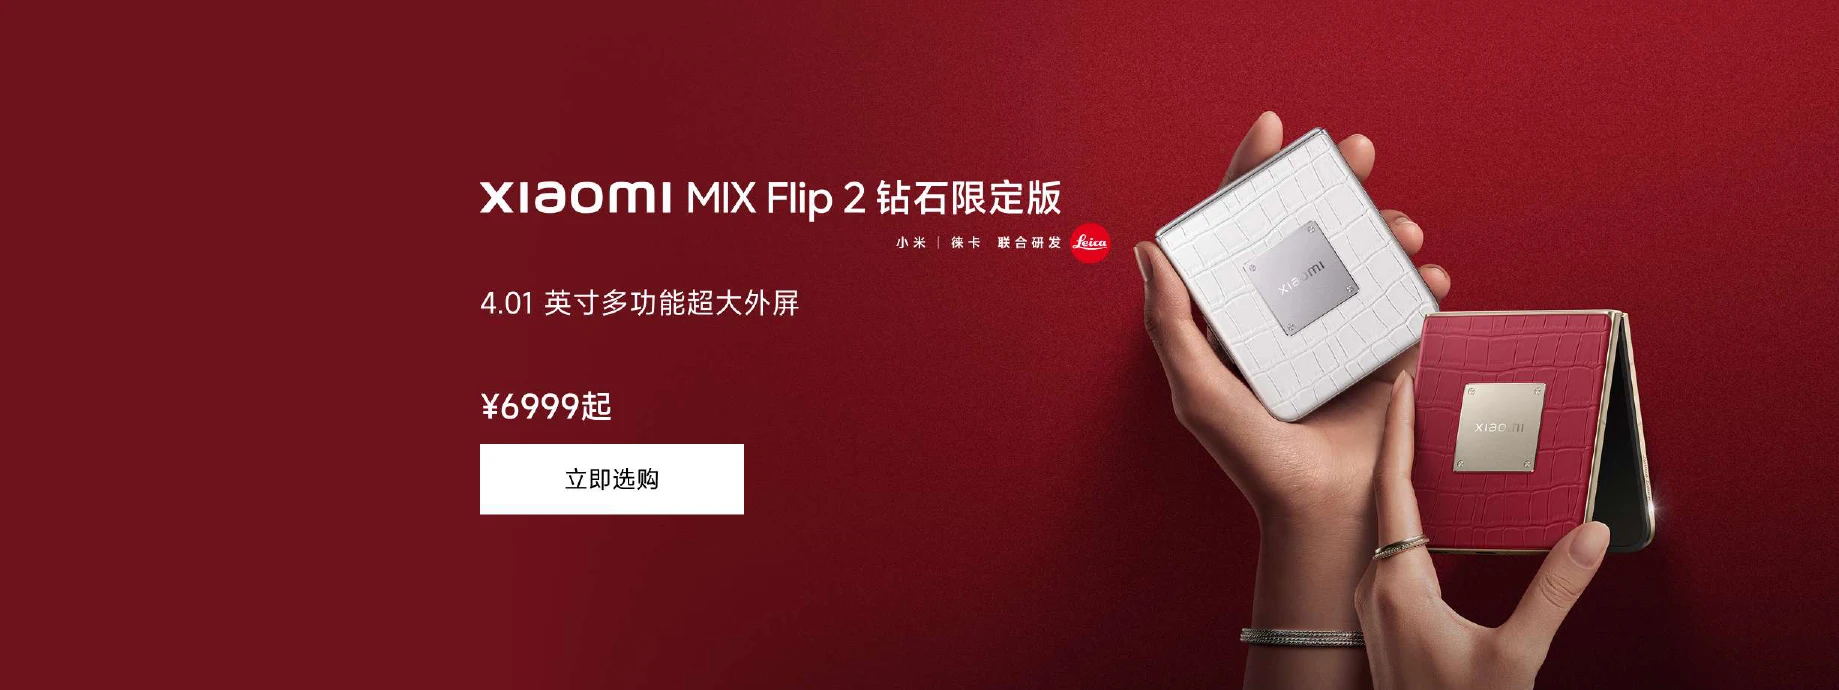 xiaomi MIX Flip 2 钻石限定版
小米 | 徕卡 联合研发 Leica
4.01 英寸多功能超大外屏
¥6999起
立即选购
xiaomi
xiaomi